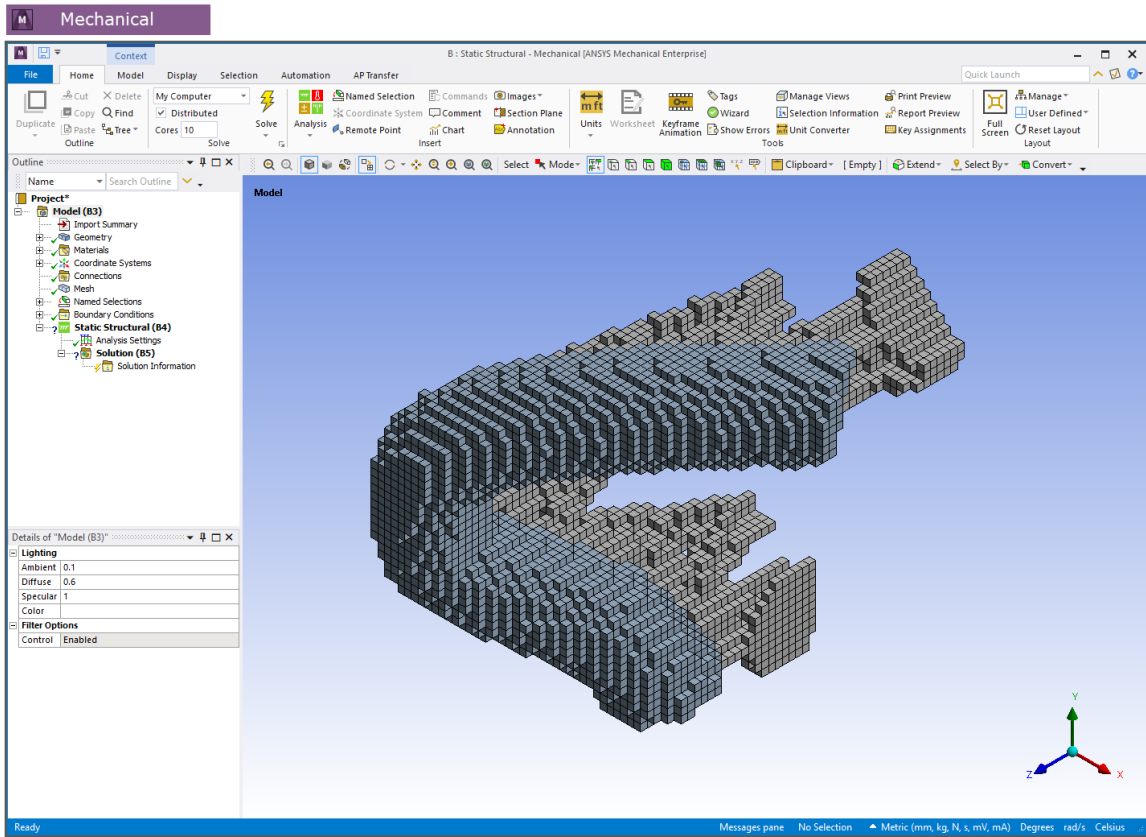 M Mechanical
M Context B : Static Structural - Mechanical [ANSYS Mechanical Enterprise]
File Home Model Display Selection Automation AP Transfer Quick Launch
Duplicate
Cut Delete
Copy Find
Paste Tree
Outline
My Computer
Distributed
Cores 10
Solve
Solve
Analysis
Named Selection Commands Images
Coordinate System Comment Section Plane
Remote Point Chart Annotation
Insert
mft
Units Worksheet Keyframe Animation
Tags Manage Views Print Preview
Wizard Selection Information Report Preview
Show Errors Unit Converter Key Assignments
Tools
Full Screen
Manage
User Defined
Reset Layout
Layout
Outline
Name Search Outline
Select Mode Clipboard [ Empty ] Extend Select By Convert
Project*
Model (B3)
Import Summary
Geometry
Materials
Coordinate Systems
Connections
Mesh
Named Selections
Boundary Conditions
Static Structural (B4)
Analysis Settings
Solution (B5)
Solution Information
Model
Details of "Model (B3)"
Lighting
Ambient 0.1
Diffuse 0.6
Specular 1
Color
Filter Options
Control Enabled
Y
Z X
Ready Messages pane No Selection Metric (mm, kg, N, s, mV, mA) Degrees rad/s Celsius